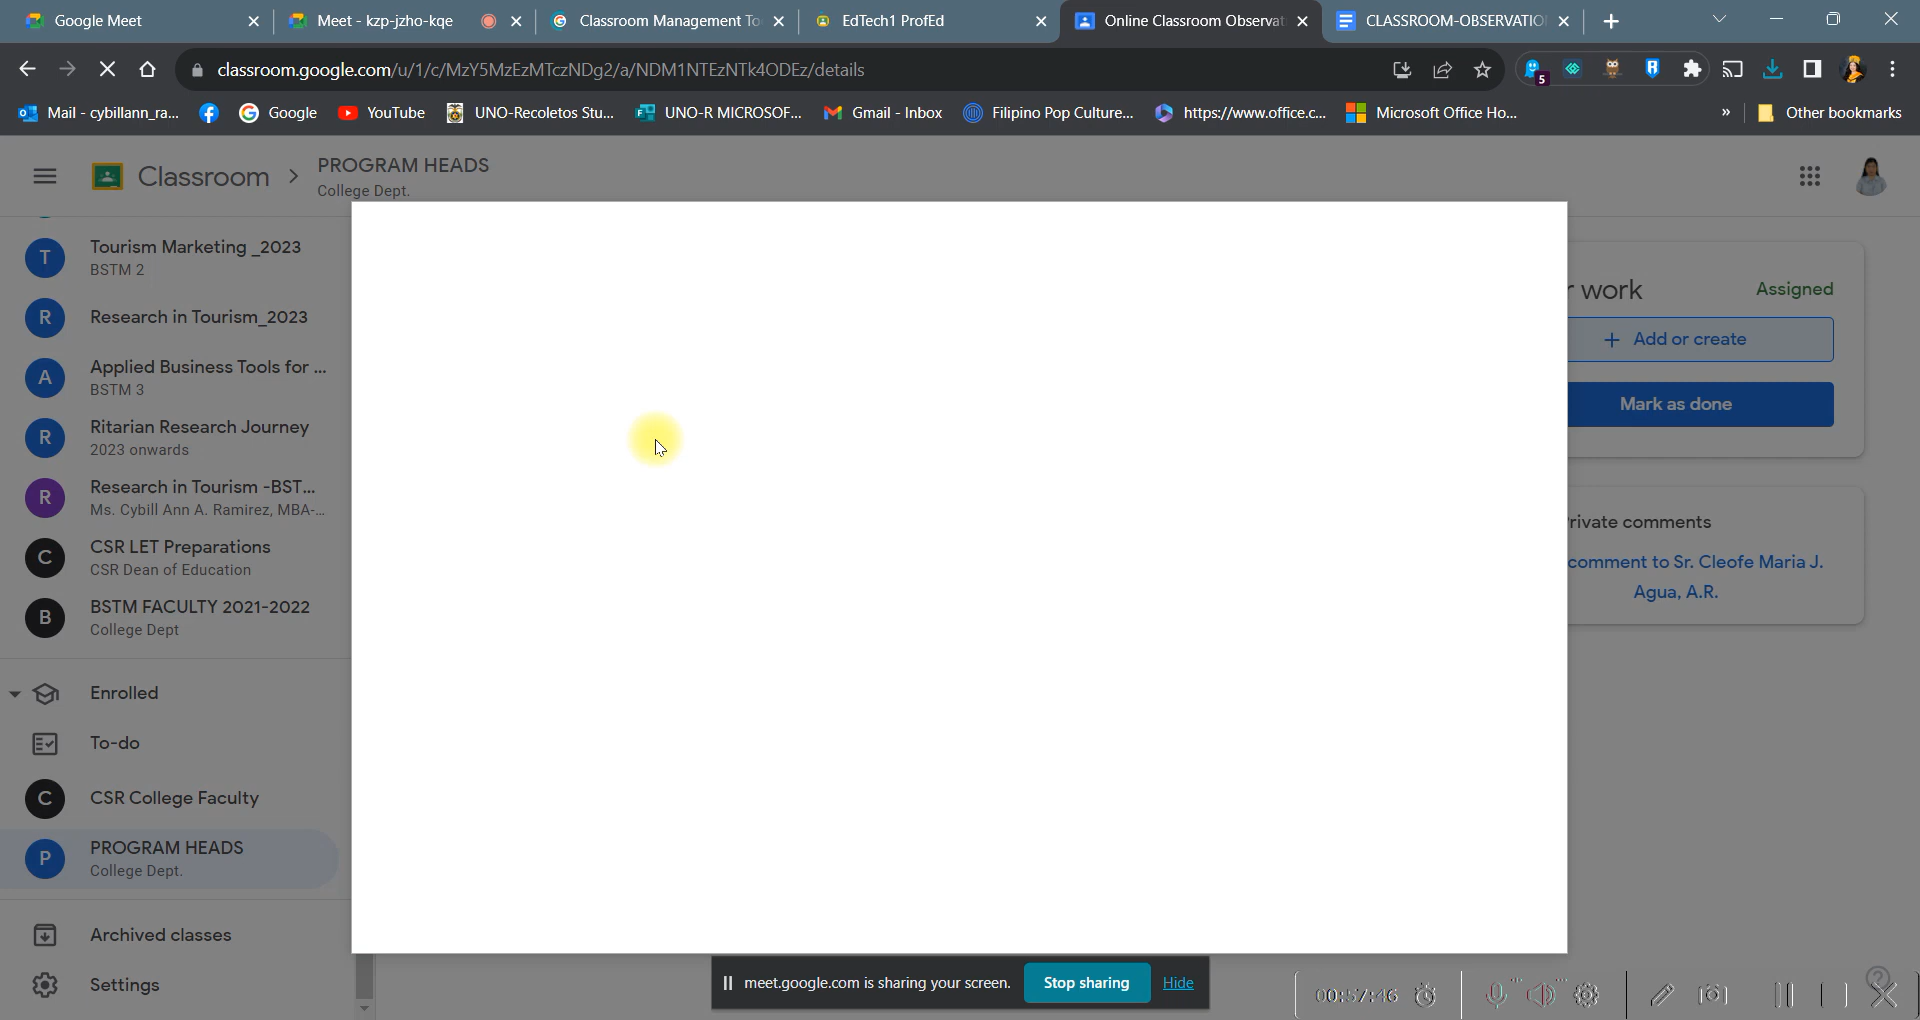 Google Meet
Meet - kzp-jzho-kqe
Classroom Management To
EdTech1 ProfEd
Online Classroom Observat
CLASSROOM-OBSERVATIO
classroom.google.com/u/1/c/MzY5MzEzMTczNDg2/a/NDM1NTEzNTk4ODEz/details
5
Mail - cybillann_ra...
Google
YouTube
UNO-Recoletos Stu...
UNO-R MICROSOF...
Gmail - Inbox
Filipino Pop Culture...
https://www.office.c...
Microsoft Office Ho...
»
Other bookmarks
Classroom
PROGRAM HEADS
College Dept.
T
Tourism Marketing _2023
BSTM 2
R
Research in Tourism_2023
A
Applied Business Tools for ...
BSTM 3
R
Ritarian Research Journey
2023 onwards
R
Research in Tourism -BST...
Ms. Cybill Ann A. Ramirez, MBA-...
C
CSR LET Preparations
CSR Dean of Education
B
BSTM FACULTY 2021-2022
College Dept
Enrolled
To-do
C
CSR College Faculty
P
PROGRAM HEADS
College Dept.
Archived classes
Settings
r work
Assigned
+ Add or create
Mark as done
rivate comments
comment to Sr. Cleofe Maria J.
Agua, A.R.
meet.google.com is sharing your screen.
Stop sharing
Hide
00:57:46